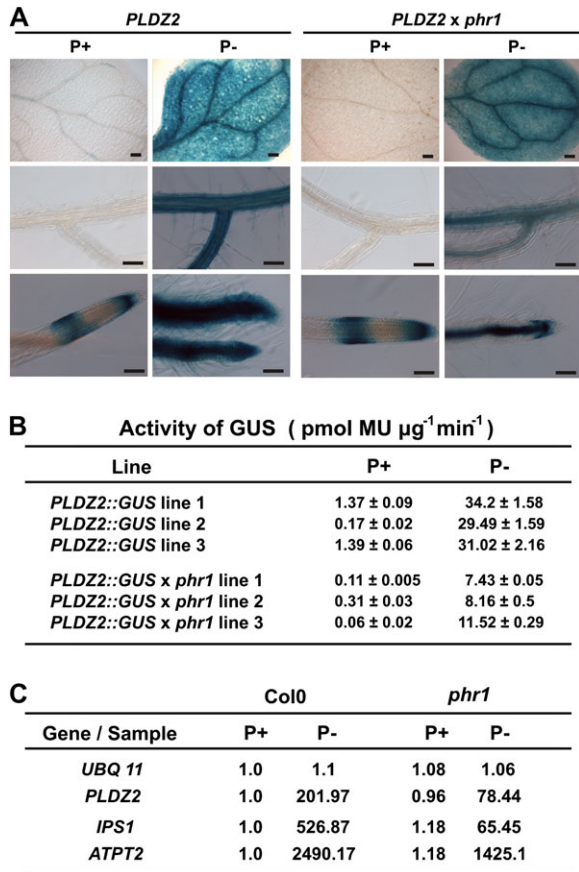 A
PLDZ2 PLDZ2 x phr1
P+ P- P+ P-
B Activity of GUS ( pmol MU µg-1 min-1 )
Line P+ P-
PLDZ2::GUS line 1 1.37 ± 0.09 34.2 ± 1.58
PLDZ2::GUS line 2 0.17 ± 0.02 29.49 ± 1.59
PLDZ2::GUS line 3 1.39 ± 0.06 31.02 ± 2.16
PLDZ2::GUS x phr1 line 1 0.11 ± 0.005 7.43 ± 0.05
PLDZ2::GUS x phr1 line 2 0.31 ± 0.03 8.16 ± 0.5
PLDZ2::GUS x phr1 line 3 0.06 ± 0.02 11.52 ± 0.29
C Col0 phr1
Gene / Sample P+ P- P+ P-
UBQ 11 1.0 1.1 1.08 1.06
PLDZ2 1.0 201.97 0.96 78.44
IPS1 1.0 526.87 1.18 65.45
ATPT2 1.0 2490.17 1.18 1425.1